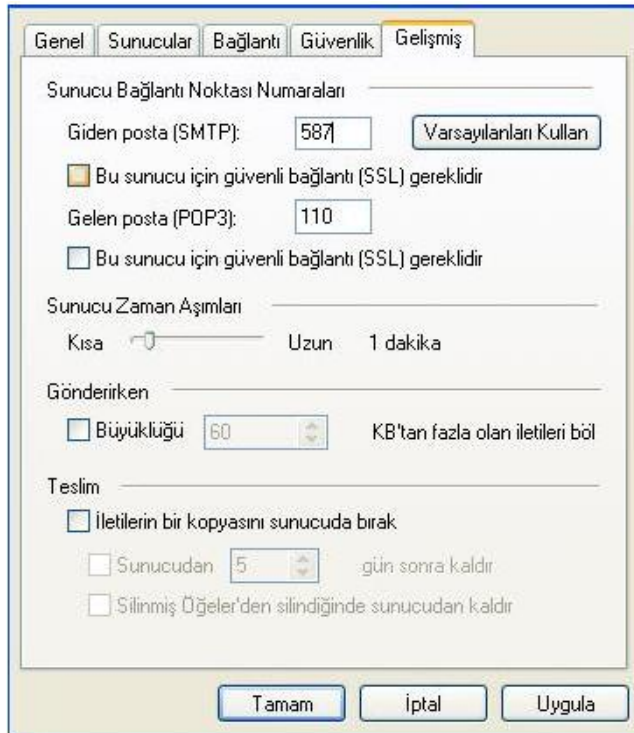 Genel Sunucular Bağlantı Güvenlik Gelişmiş
Sunucu Bağlantı Noktası Numaraları
Giden posta (SMTP): 587 Varsayılanları Kullan
Bu sunucu için güvenli bağlantı (SSL) gereklidir
Gelen posta (POP3): 110
Bu sunucu için güvenli bağlantı (SSL) gereklidir
Sunucu Zaman Aşımları
Kısa Uzun 1 dakika
Gönderirken
Büyüklüğü 60 KB'tan fazla olan iletileri böl
Teslim
İletilerin bir kopyasını sunucuda bırak
Sunucudan 5 gün sonra kaldır
Silinmiş Öğeler'den silindiğinde sunucudan kaldır
Tamam İptal Uygula